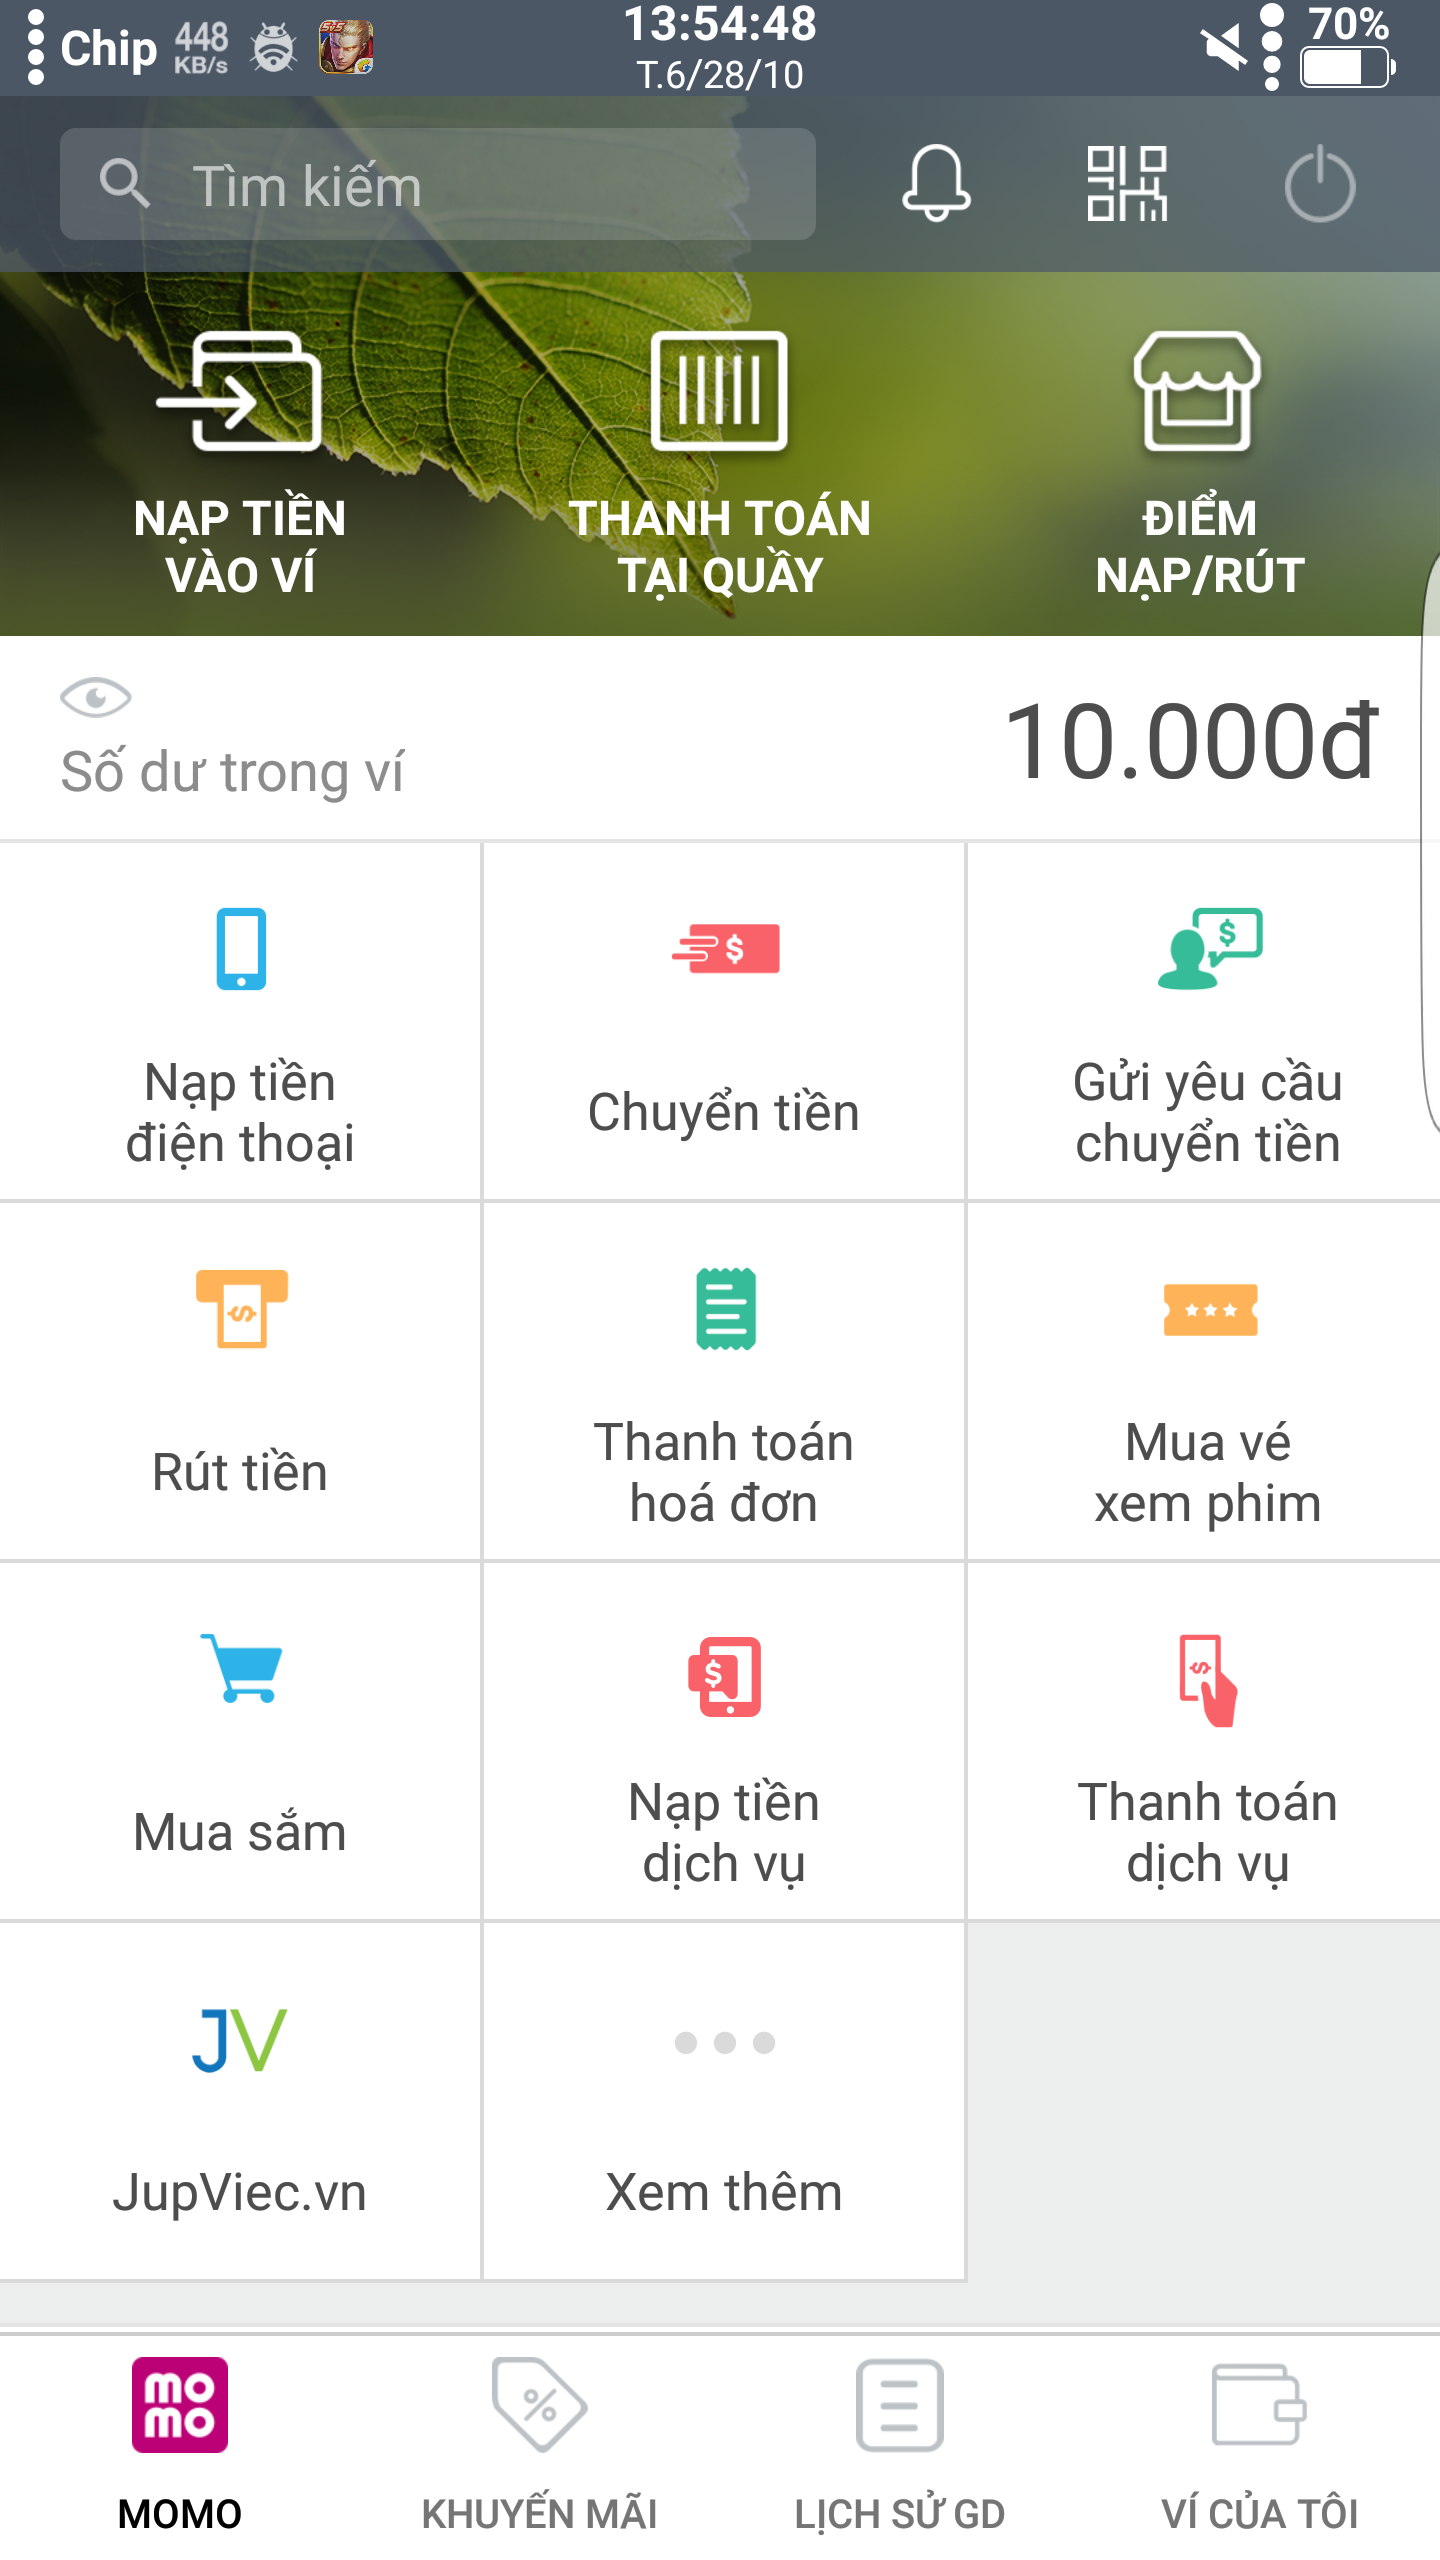 Chip
448
KB/s
13:54:48
T.6/28/10
70%
Tìm kiếm
NẠP TIỀN
VÀO VÍ
THANH TOÁN
TẠI QUẦY
ĐIỂM
NẠP/RÚT
Số dư trong ví
10.000đ
Nạp tiền
điện thoại
Chuyển tiền
Gửi yêu cầu
chuyển tiền
Rút tiền
Thanh toán
hoá đơn
Mua vé
xem phim
Mua sắm
Nạp tiền
dịch vụ
Thanh toán
dịch vụ
JV
JupViec.vn
Xem thêm
mo
mo
MOMO
KHUYẾN MÃI
LỊCH SỬ GD
VÍ CỦA TÔI